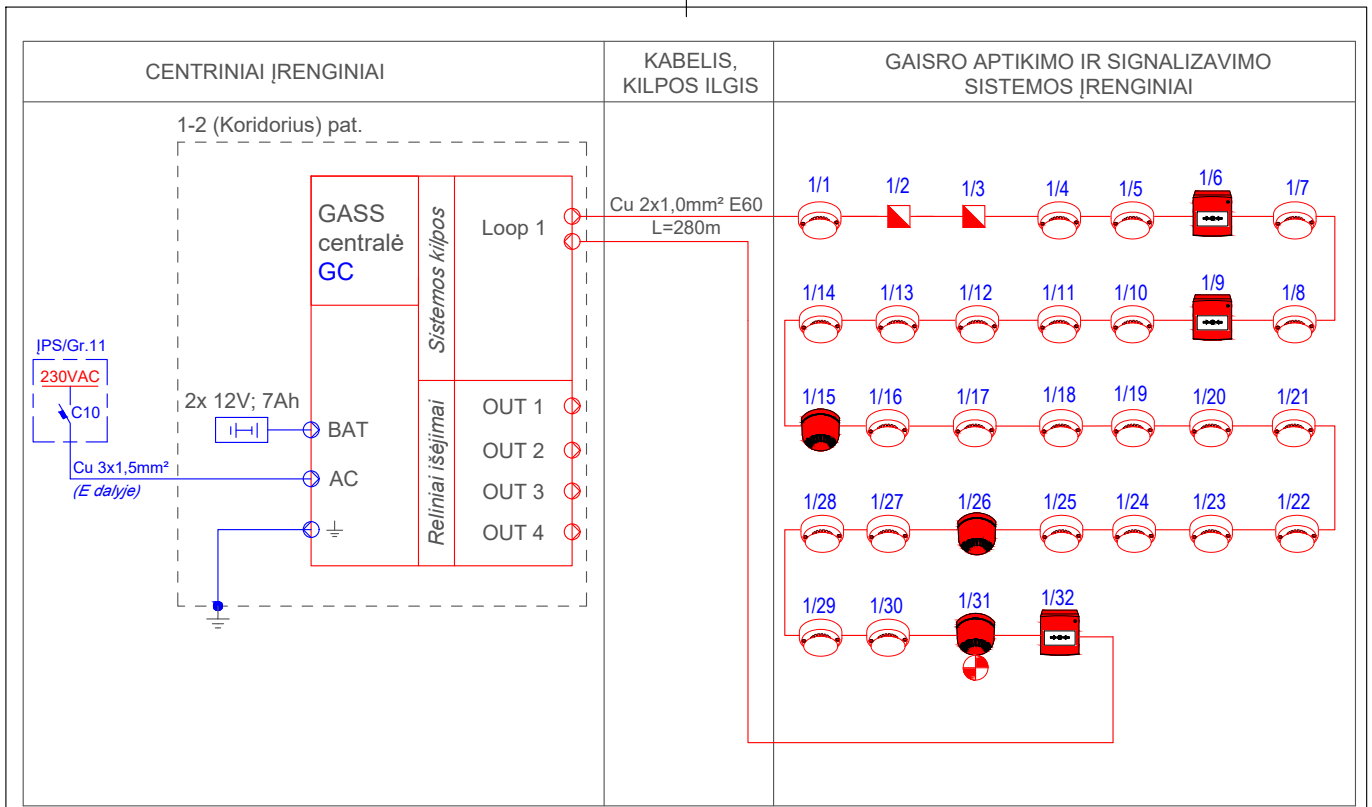 CENTRINIAI ĮRENGINIAI
KABELIS,
KILPOS ILGIS
GAISRO APTIKIMO IR SIGNALIZAVIMO
SISTEMOS ĮRENGINIAI
1-2 (Koridorius) pat.
GASS
centralė
GC
Sistemos kilpos
Loop 1
Cu 2x1,0mm² E60
L=280m
ĮPS/Gr.11
230VAC
C10
Cu 3x1,5mm²
(E dalyje)
2x 12V; 7Ah
BAT
AC
Reliniai išėjimai
OUT 1
OUT 2
OUT 3
OUT 4
1/1 1/2 1/3 1/4 1/5 1/6 1/7
1/14 1/13 1/12 1/11 1/10 1/9 1/8
1/15 1/16 1/17 1/18 1/19 1/20 1/21
1/28 1/27 1/26 1/25 1/24 1/23 1/22
1/29 1/30 1/31 1/32